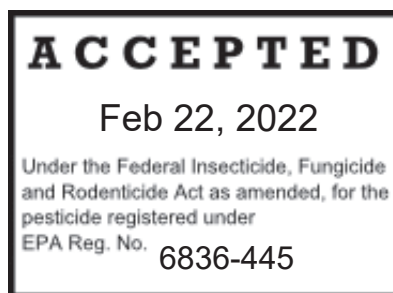 ACCEPTED
Feb 22, 2022
Under the Federal Insecticide, Fungicide
and Rodenticide Act as amended, for the
pesticide registered under
EPA Reg. No. 6836-445